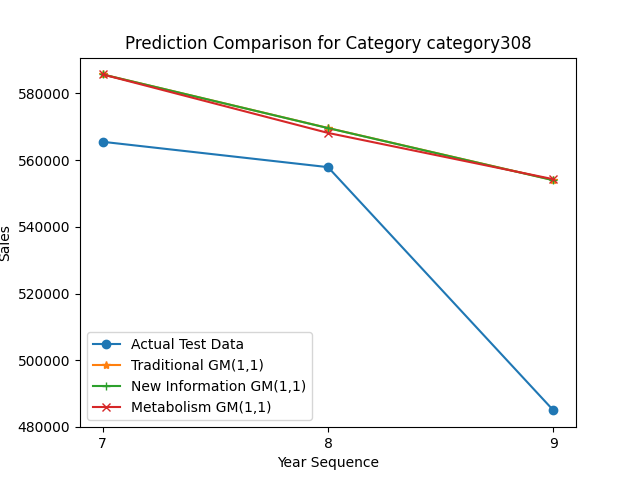 Prediction Comparison for Category category308
580000
560000
540000
520000
500000
480000
Sales
Actual Test Data
Traditional GM(1,1)
New Information GM(1,1)
Metabolism GM(1,1)
7
8
9
Year Sequence